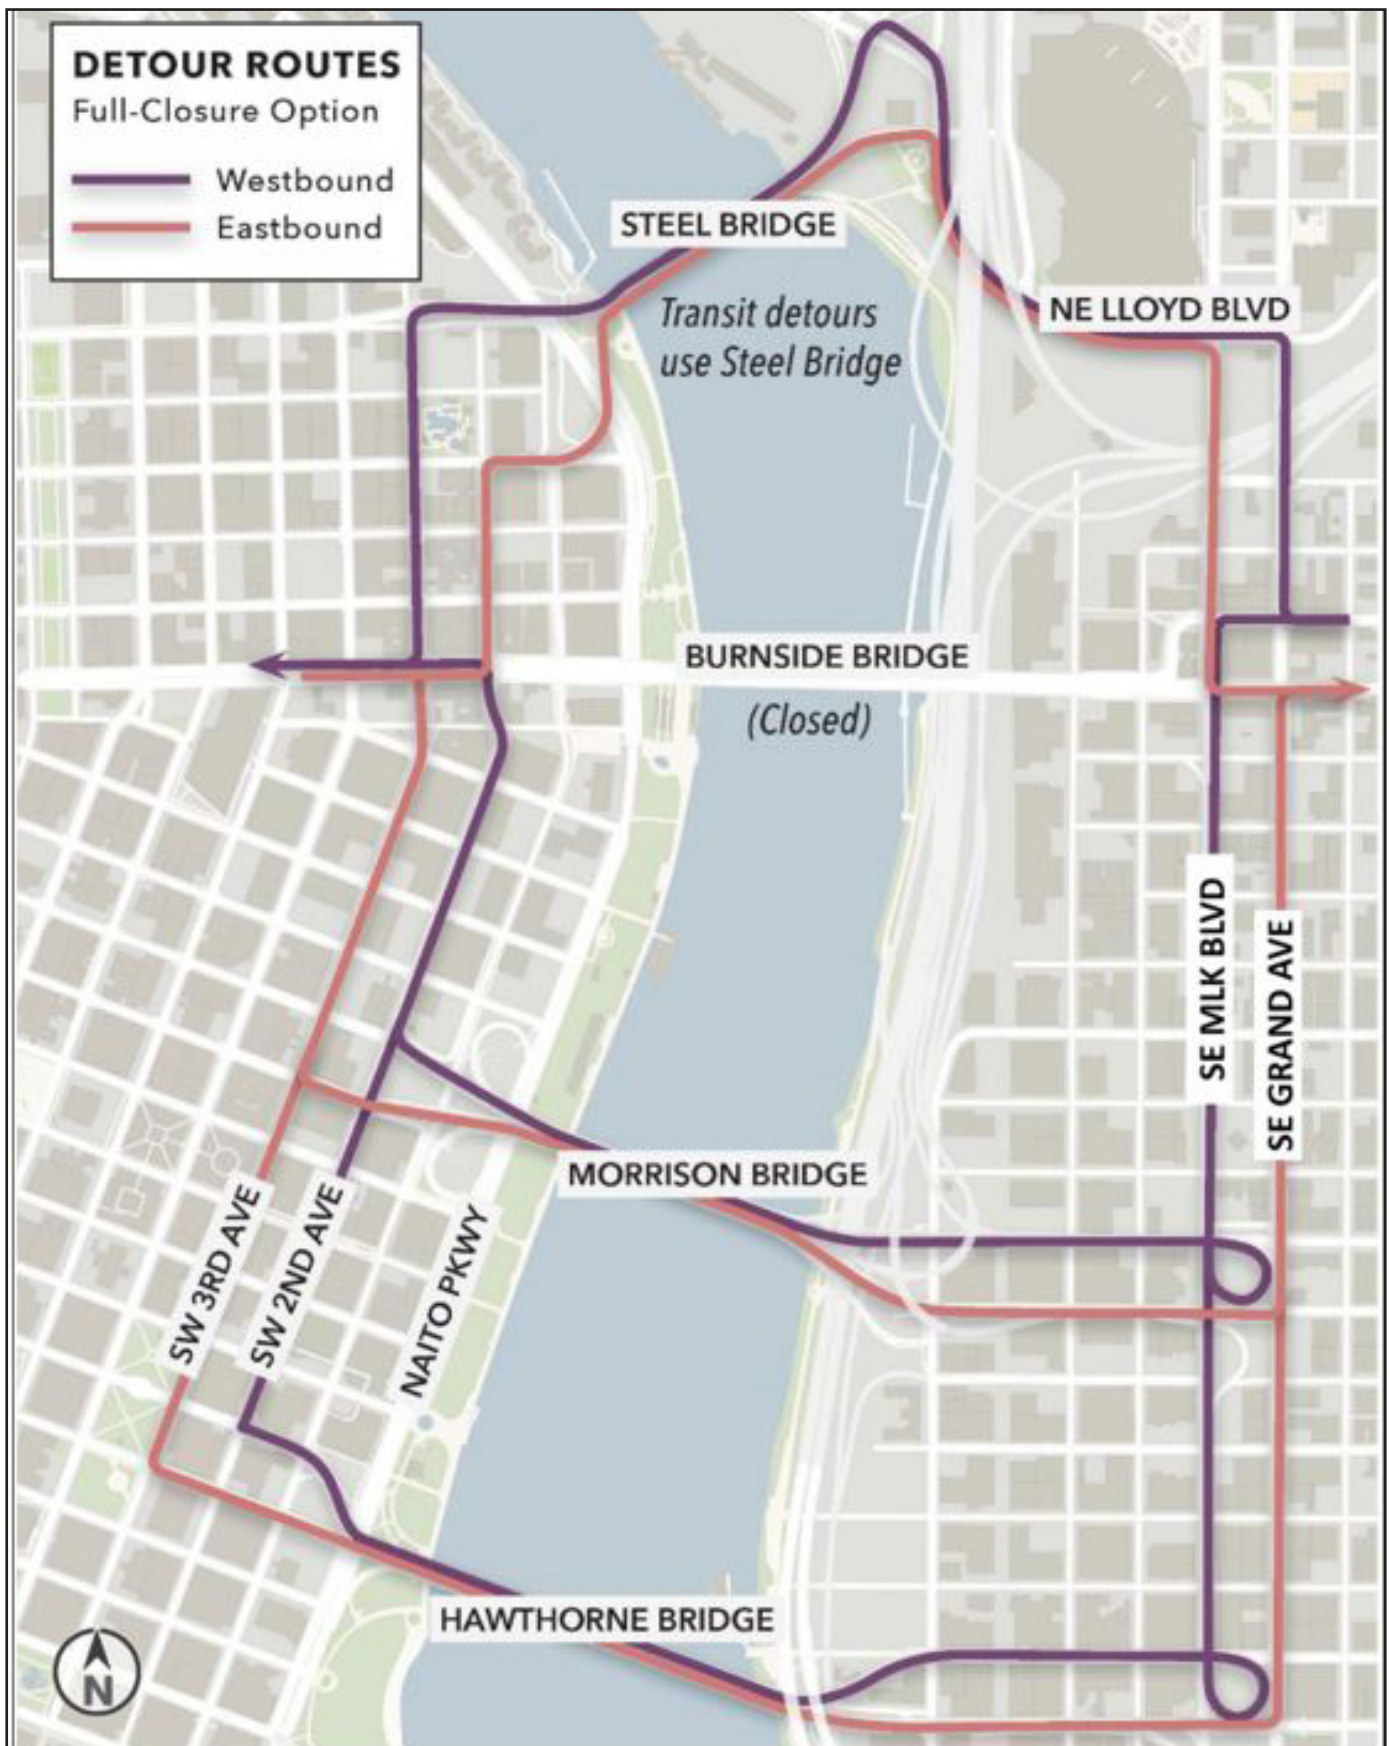 DETOUR ROUTES
Full-Closure Option
Westbound
Eastbound
STEEL BRIDGE
Transit detours
use Steel Bridge
NE LLOYD BLVD
BURNSIDE BRIDGE
(Closed)
SE MLK BLVD
SE GRAND AVE
MORRISON BRIDGE
SW 3RD AVE
SW 2ND AVE
NAITO PKWY
HAWTHORNE BRIDGE
N